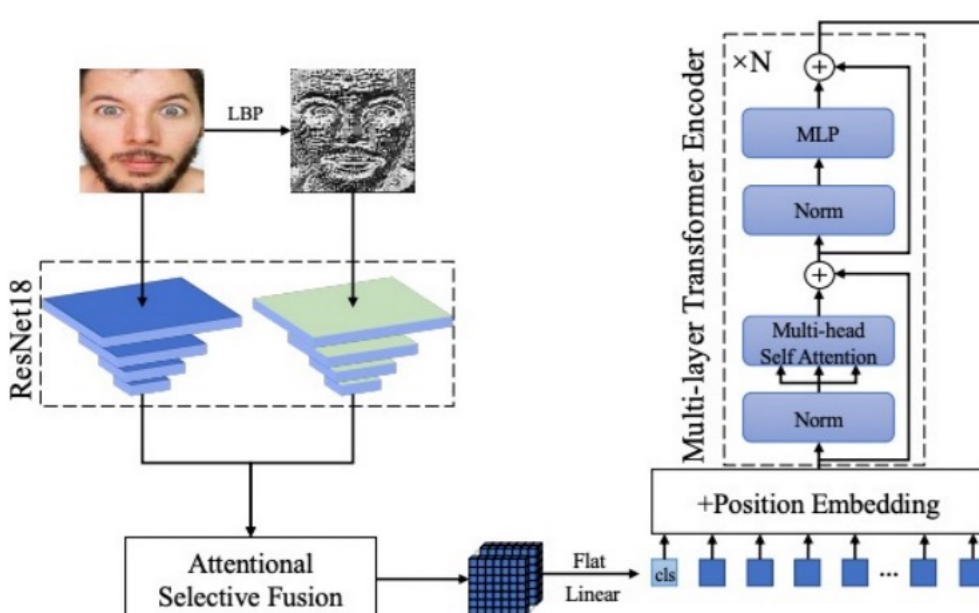 LBP
ResNet18
Attentional
Selective Fusion
Flat
Linear
Multi-layer Transformer Encoder
×N
MLP
Norm
Multi-head
Self Attention
Norm
+Position Embedding
cls
...